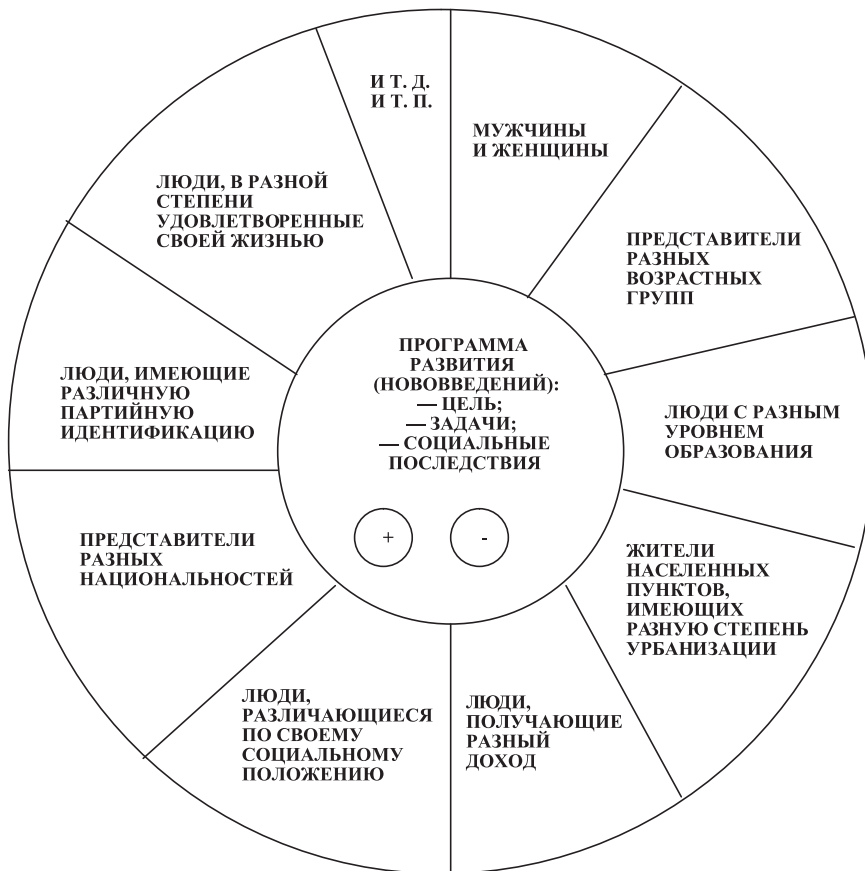 И Т. Д.
И Т. П.
МУЖЧИНЫ
И ЖЕНЩИНЫ
ПРЕДСТАВИТЕЛИ
РАЗНЫХ
ВОЗРАСТНЫХ
ГРУПП
ЛЮДИ С РАЗНЫМ
УРОВНЕМ
ОБРАЗОВАНИЯ
ЖИТЕЛИ
НАСЕЛЕННЫХ
ПУНКТОВ,
ИМЕЮЩИХ
РАЗНУЮ СТЕПЕНЬ
УРБАНИЗАЦИИ
ЛЮДИ,
ПОЛУЧАЮЩИЕ
РАЗНЫЙ
ДОХОД
ЛЮДИ,
РАЗЛИЧАЮЩИЕСЯ
ПО СВОЕМУ
СОЦИАЛЬНОМУ
ПОЛОЖЕНИЮ
ПРЕДСТАВИТЕЛИ
РАЗНЫХ
НАЦИОНАЛЬНОСТЕЙ
ЛЮДИ, ИМЕЮЩИЕ
РАЗЛИЧНУЮ
ПАРТИЙНУЮ
ИДЕНТИФИКАЦИЮ
ЛЮДИ, В РАЗНОЙ
СТЕПЕНИ
УДОВЛЕТВОРЕННЫЕ
СВОЕЙ ЖИЗНЬЮ
ПРОГРАММА
РАЗВИТИЯ
(НОВОВВЕДЕНИЙ):
— ЦЕЛЬ;
— ЗАДАЧИ;
— СОЦИАЛЬНЫЕ
ПОСЛЕДСТВИЯ
+ -